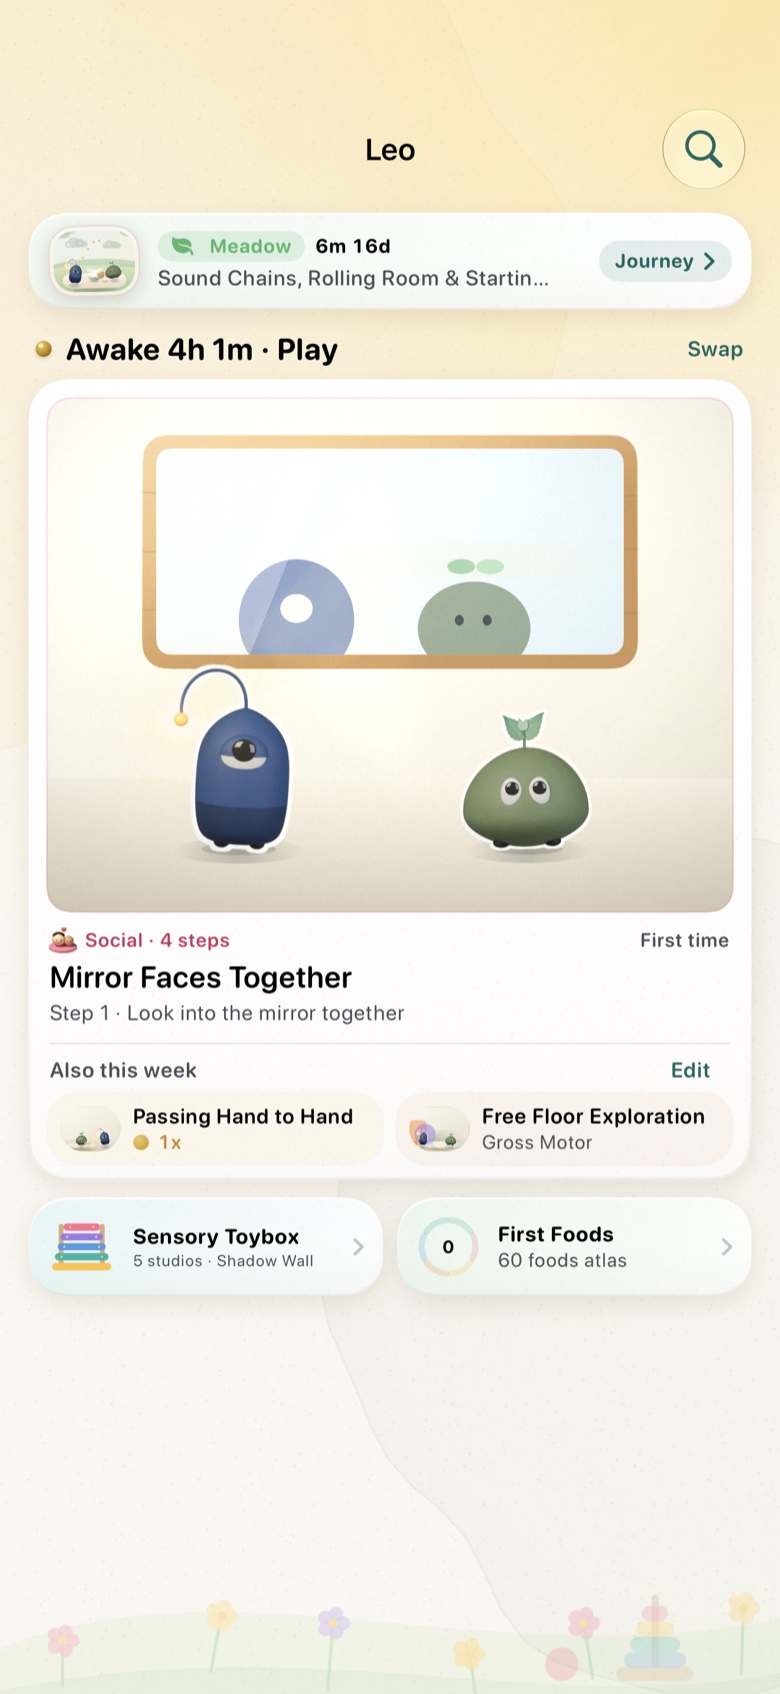 Leo
Meadow 6m 16d
Sound Chains, Rolling Room & Startin...
Journey
Awake 4h 1m · Play
Swap
Social · 4 steps
First time
Mirror Faces Together
Step 1 · Look into the mirror together
Also this week
Edit
Passing Hand to Hand
1x
Free Floor Exploration
Gross Motor
Sensory Toybox
5 studios · Shadow Wall
0
First Foods
60 foods atlas